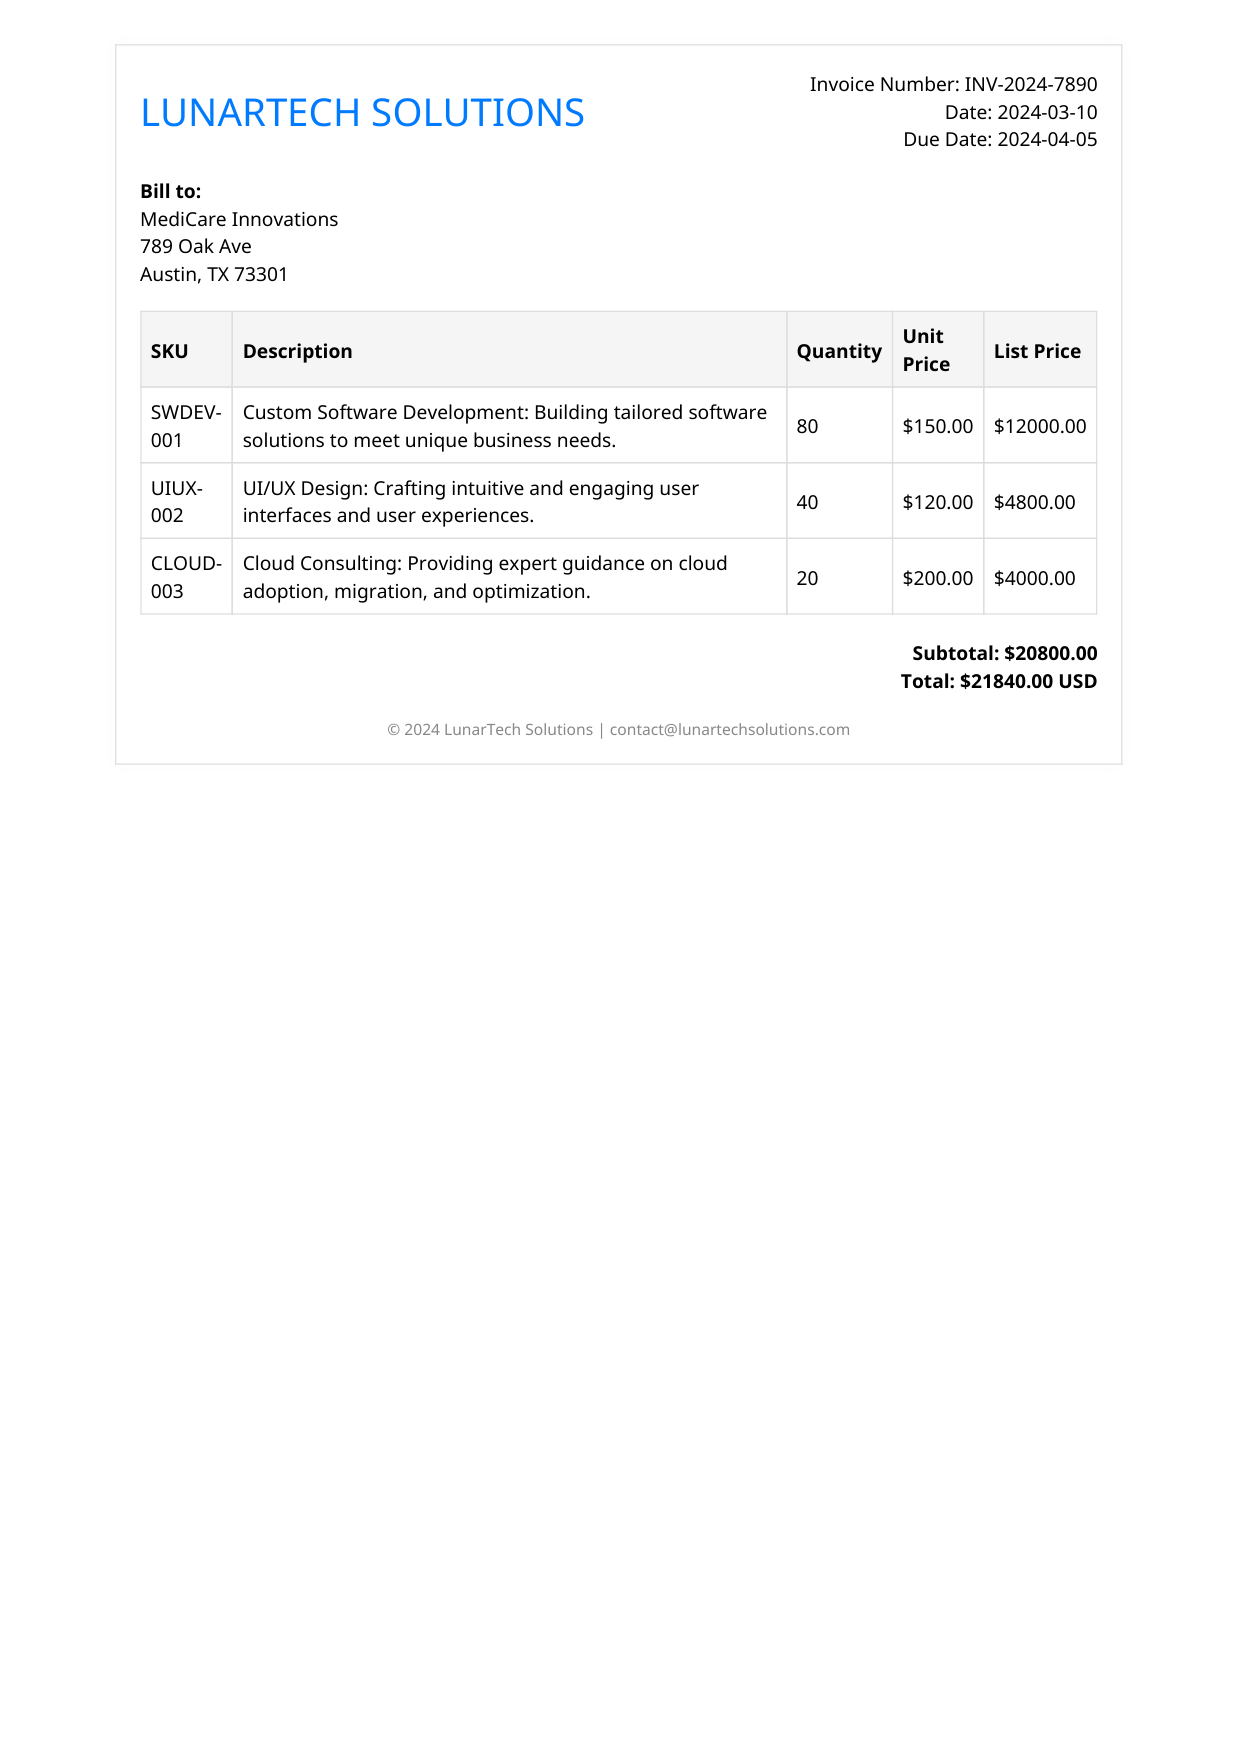 LUNARTECH SOLUTIONS
Invoice Number: INV-2024-7890
Date: 2024-03-10
Due Date: 2024-04-05
Bill to:
MediCare Innovations
789 Oak Ave
Austin, TX 73301
SKU Description Quantity Unit Price List Price
SWDEV-001 Custom Software Development: Building tailored software solutions to meet unique business needs. 80 $150.00 $12000.00
UIUX-002 UI/UX Design: Crafting intuitive and engaging user interfaces and user experiences. 40 $120.00 $4800.00
CLOUD-003 Cloud Consulting: Providing expert guidance on cloud adoption, migration, and optimization. 20 $200.00 $4000.00
Subtotal: $20800.00
Total: $21840.00 USD
© 2024 LunarTech Solutions | contact@lunartechsolutions.com